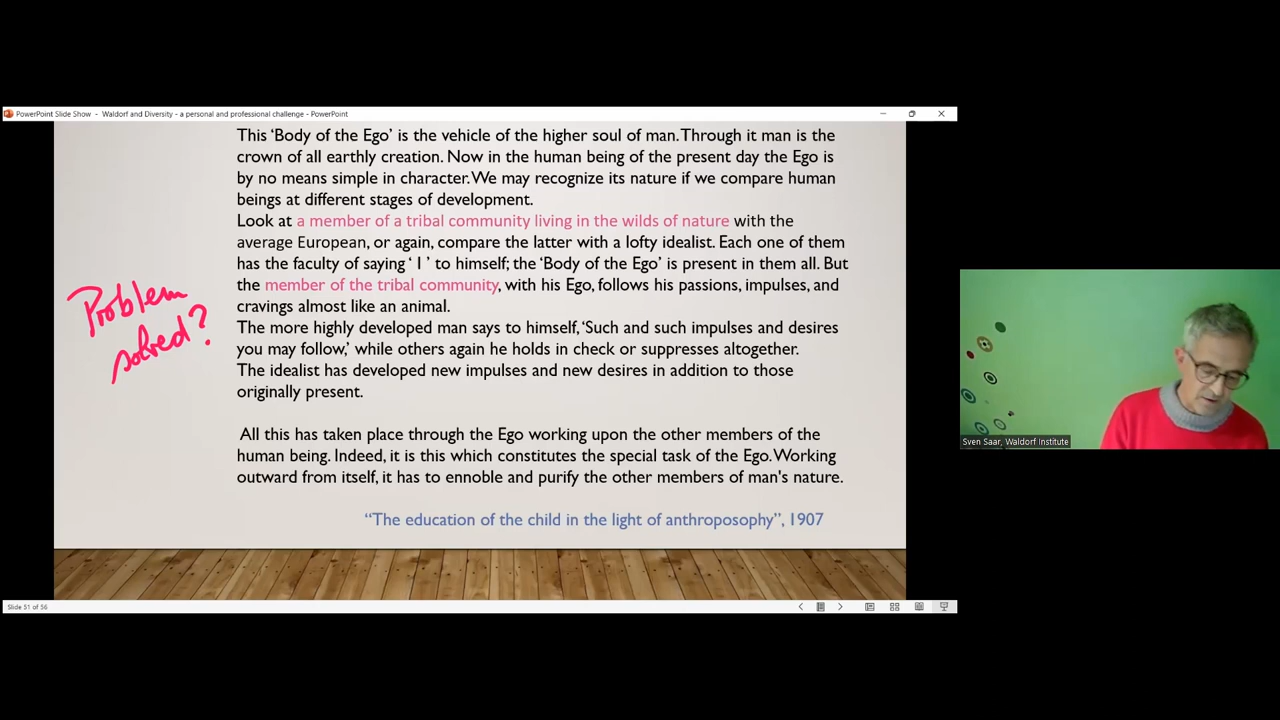 PowerPoint Slide Show - Waldorf and Diversity - a personal and professional challenge - PowerPoint
This ‘Body of the Ego’ is the vehicle of the higher soul of man. Through it man is the
crown of all earthly creation. Now in the human being of the present day the Ego is
by no means simple in character. We may recognize its nature if we compare human
beings at different stages of development.
Look at a member of a tribal community living in the wilds of nature with the
average European, or again, compare the latter with a lofty idealist. Each one of them
has the faculty of saying ‘ I ’ to himself; the ‘Body of the Ego’ is present in them all. But
the member of the tribal community, with his Ego, follows his passions, impulses, and
cravings almost like an animal.
The more highly developed man says to himself, ‘Such and such impulses and desires
you may follow,’ while others again he holds in check or suppresses altogether.
The idealist has developed new impulses and new desires in addition to those
originally present.
All this has taken place through the Ego working upon the other members of the
human being. Indeed, it is this which constitutes the special task of the Ego. Working
outward from itself, it has to ennoble and purify the other members of man's nature.
“The education of the child in the light of anthroposophy”, 1907
Problem
solved?
Slide 51 of 56
Sven Saar, Waldorf Institute